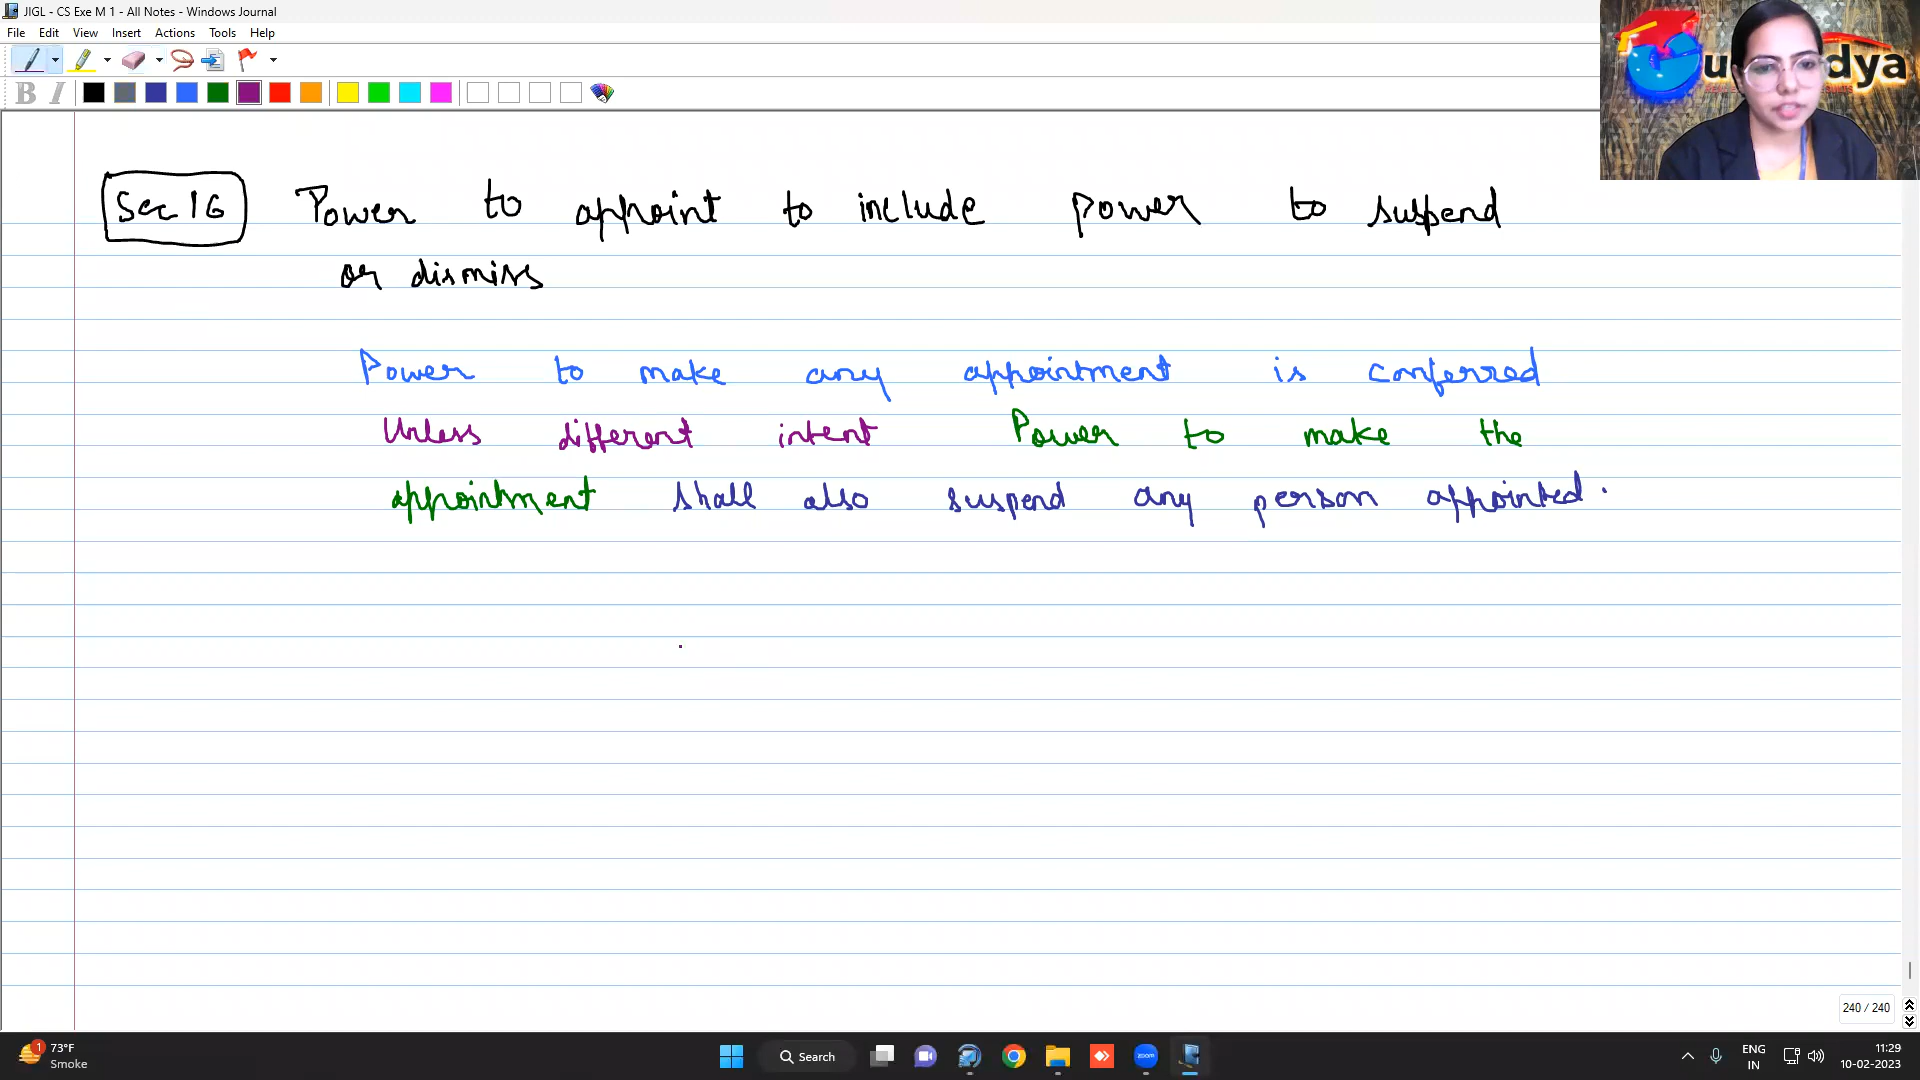 JIGL - CS Exe M 1 - All Notes - Windows Journal
File Edit View Insert Actions Tools Help
B I
Sec 16 Power to appoint to include power to suspend
or dismiss
Power to make any appointment is conferred
Unless different intent Power to make the
appointment shall also suspend any person appointed.
240 / 240
1
73°F
Smoke
Search
zoom
ENG
IN
11:29
10-02-2023